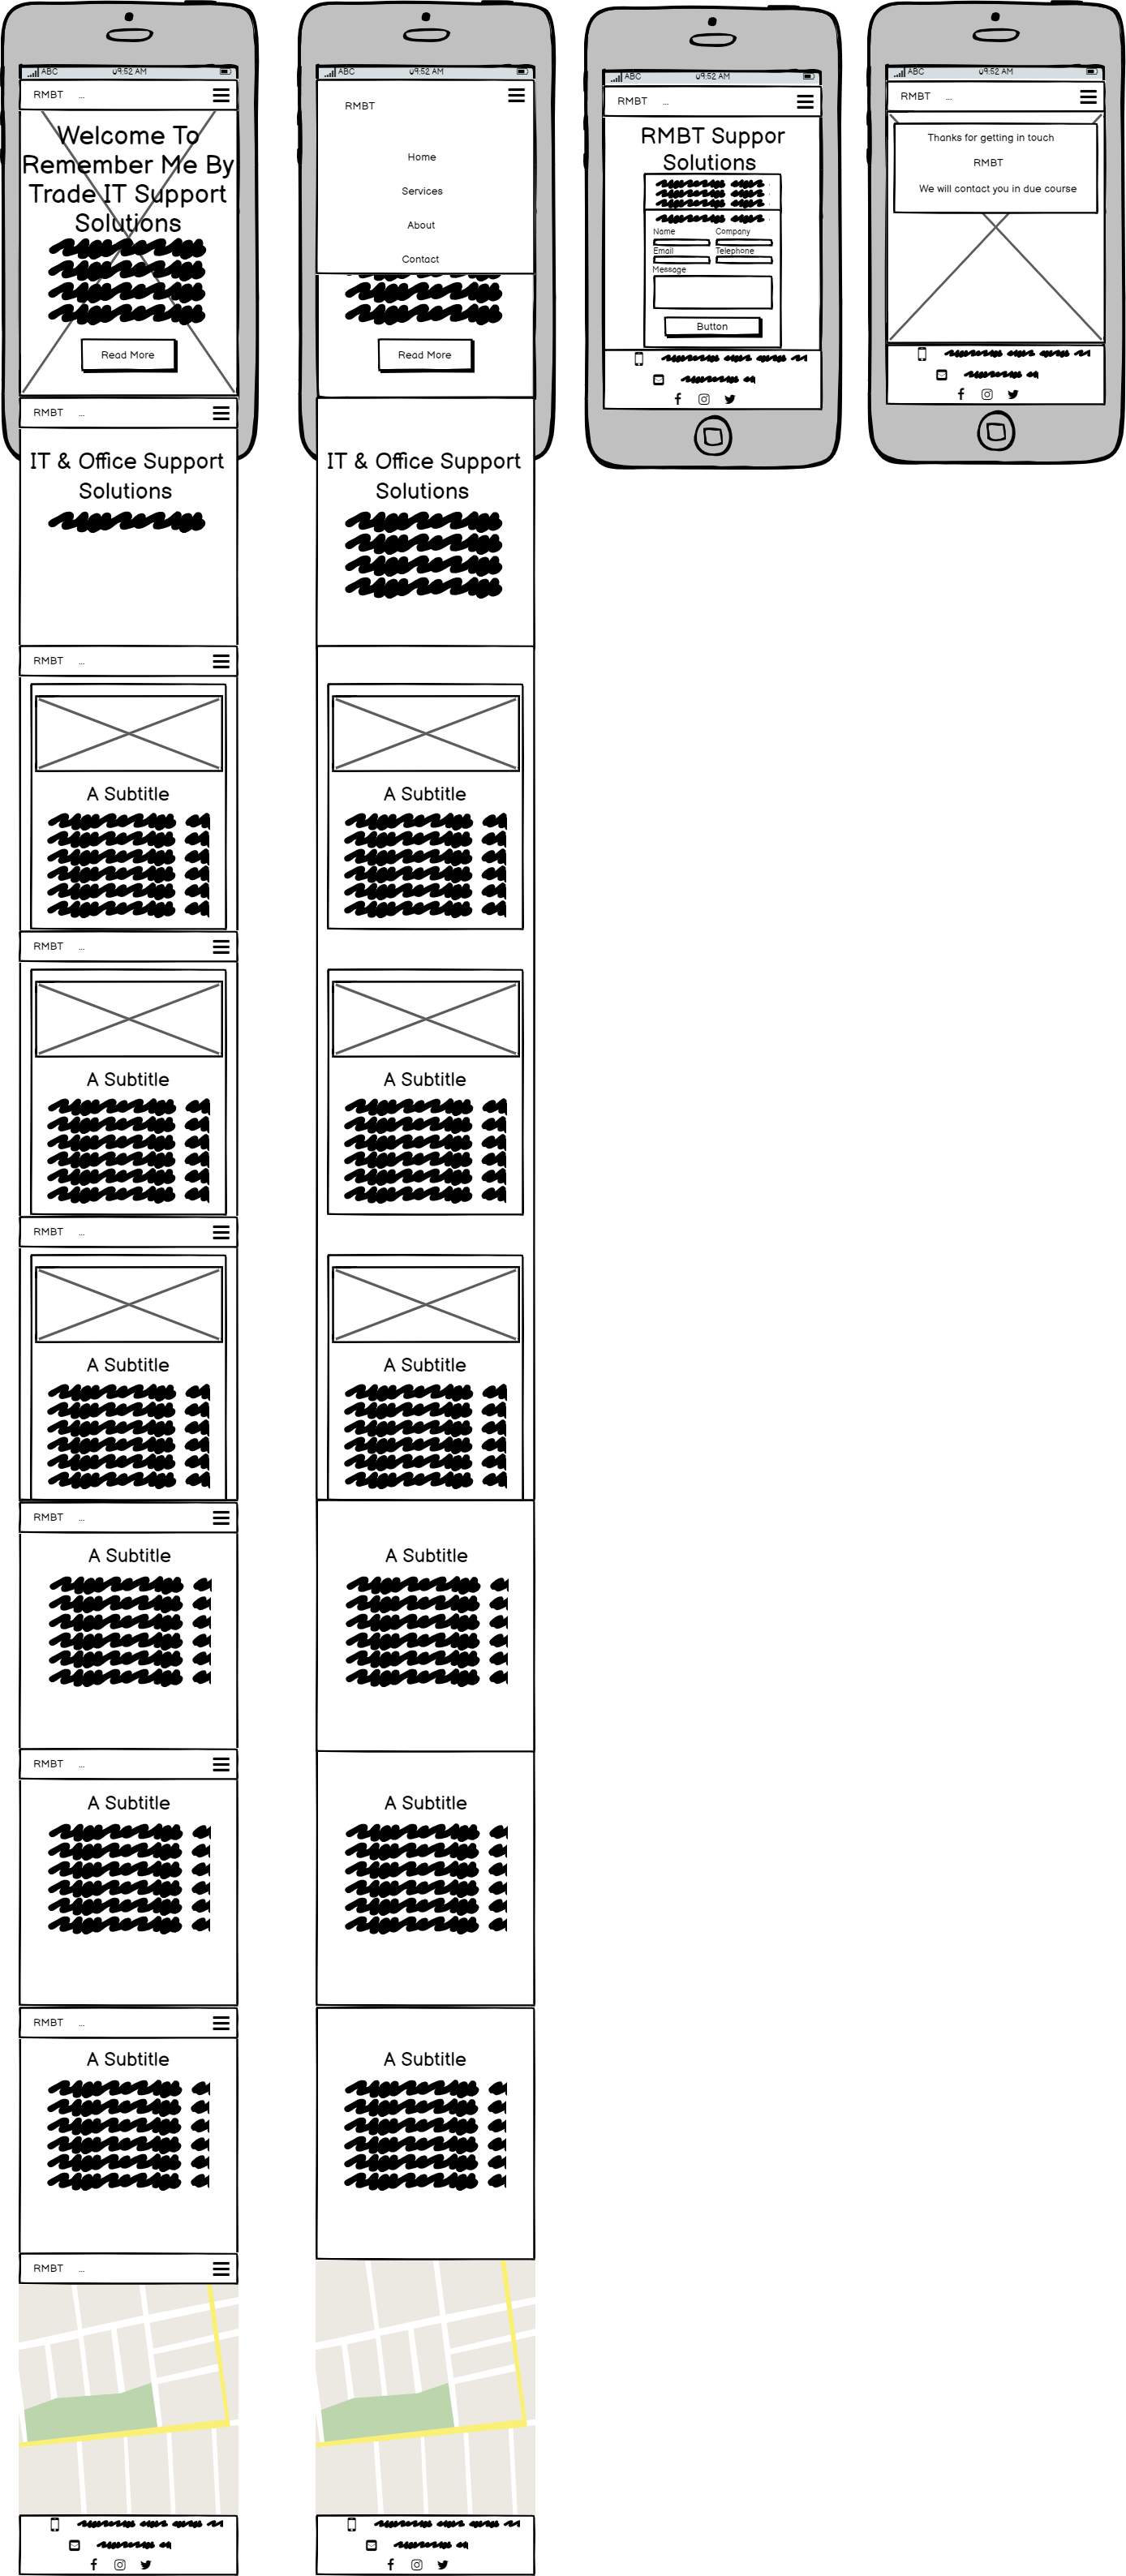 ABC 09:52 AM
RMBT ...
Welcome To
Remember Me By
Trade IT Support
Solutions
Read More
RMBT ...
IT & Office Support
Solutions
RMBT ...
A Subtitle
RMBT ...
A Subtitle
RMBT ...
A Subtitle
RMBT ...
A Subtitle
RMBT ...
A Subtitle
RMBT ...
A Subtitle
RMBT ...
ABC 09:52 AM
RMBT
Home
Services
About
Contact
Read More
IT & Office Support
Solutions
A Subtitle
A Subtitle
A Subtitle
A Subtitle
A Subtitle
A Subtitle
ABC 09:52 AM
RMBT ...
RMBT Suppor
Solutions
Name Company
Email Telephone
Message
Button
ABC 09:52 AM
RMBT ...
Thanks for getting in touch
RMBT
We will contact you in due course